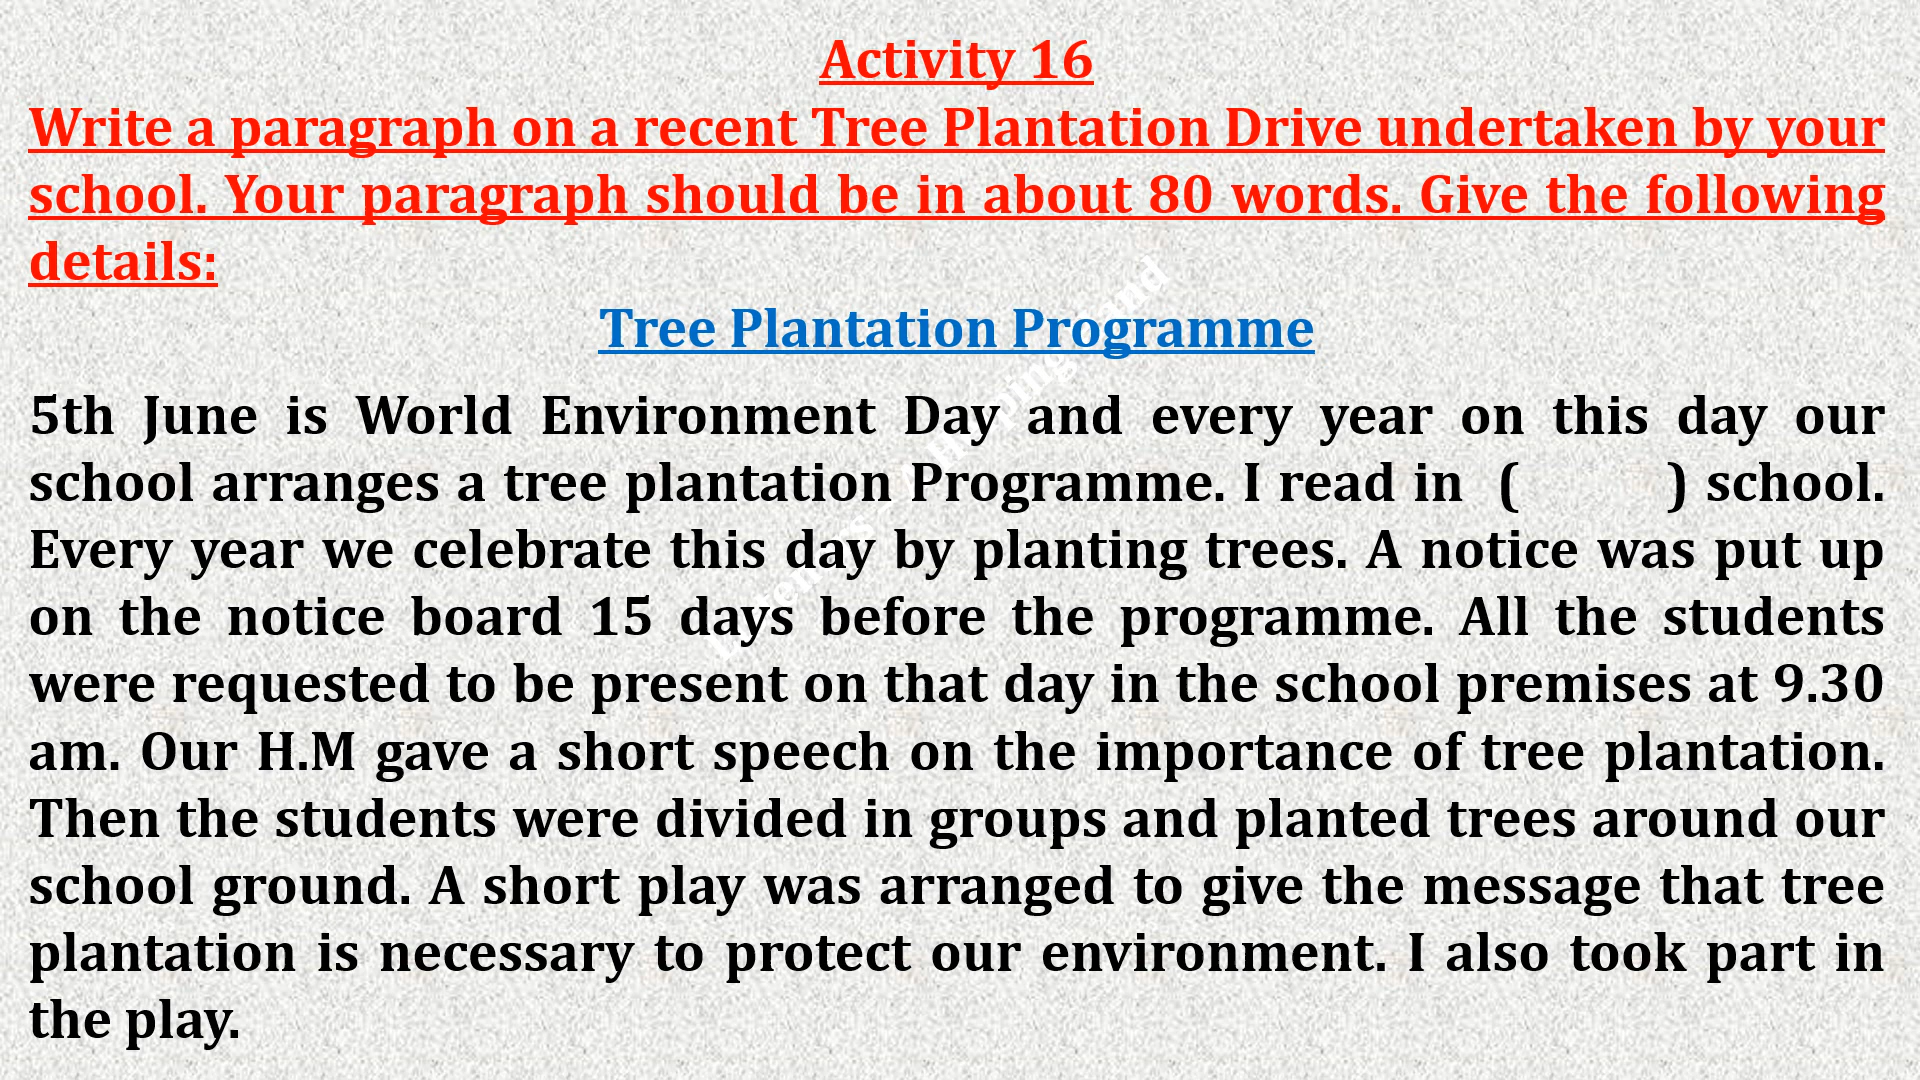 Activity 16
Write a paragraph on a recent Tree Plantation Drive undertaken by your
school. Your paragraph should be in about 80 words. Give the following
details:
Tree Plantation Programme
5th June is World Environment Day and every year on this day our
school arranges a tree plantation Programme. I read in ( ) school.
Every year we celebrate this day by planting trees. A notice was put up
on the notice board 15 days before the programme. All the students
were requested to be present on that day in the school premises at 9.30
am. Our H.M gave a short speech on the importance of tree plantation.
Then the students were divided in groups and planted trees around our
school ground. A short play was arranged to give the message that tree
plantation is necessary to protect our environment. I also took part in
the play.